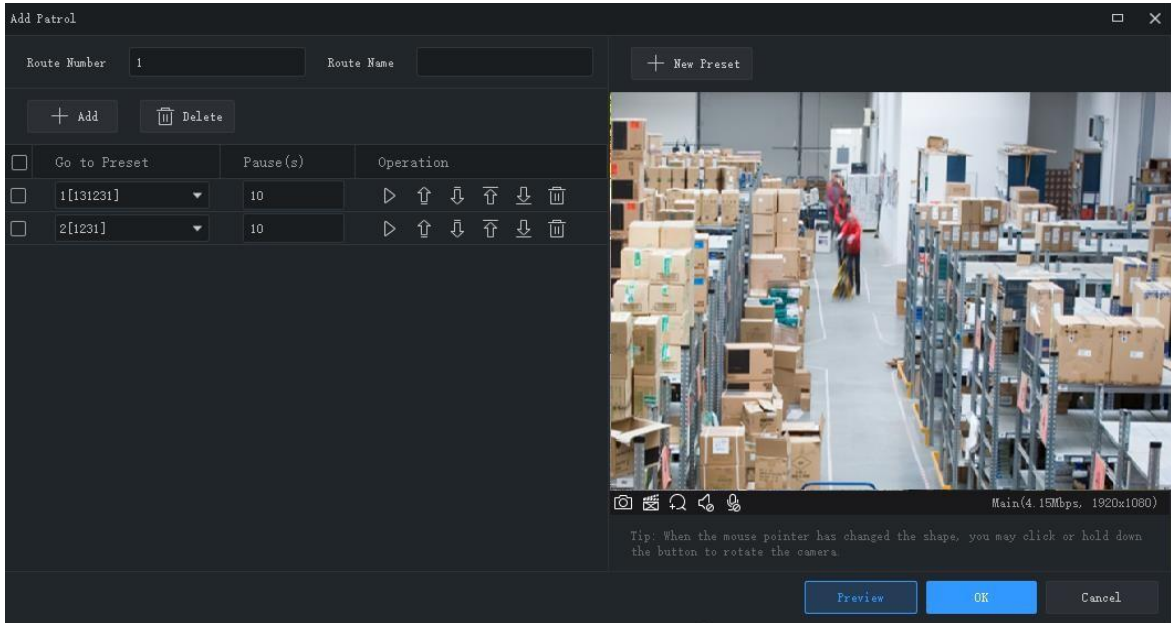 Add Patrol
Route Number 1 Route Name
New Preset
Add Delete
Go to Preset Pause(s) Operation
1[131231] 10
2[1231] 10
Main(4.15Mbps, 1920x1080)
Tip: When the mouse pointer has changed the shape, you may click or hold down
the button to rotate the camera.
Preview OK Cancel